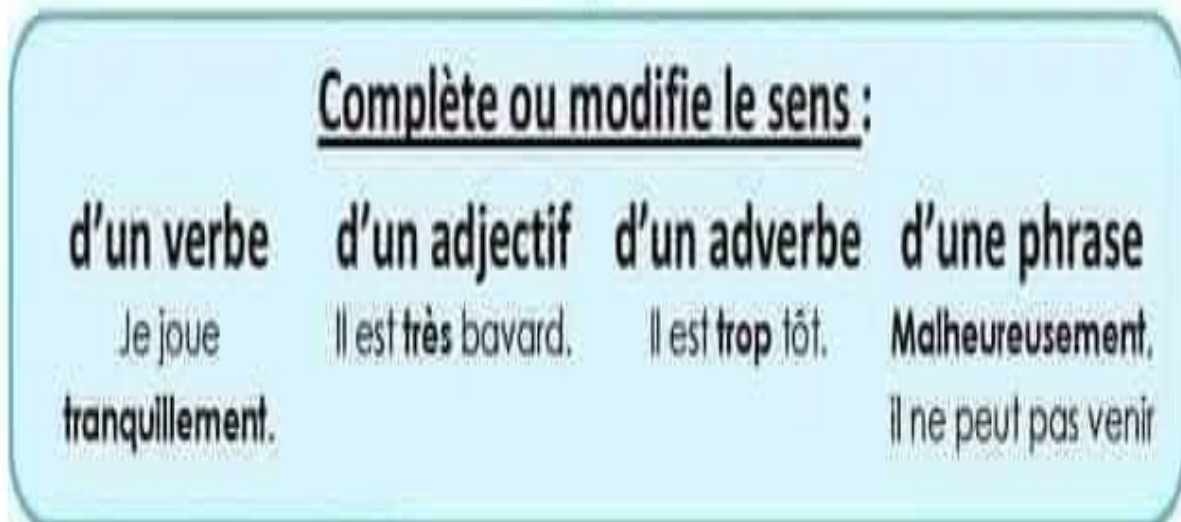 Complète ou modifie le sens :
d'un verbe
Je joue
tranquillement.
d'un adjectif
Il est très bavard.
d'un adverbe
Il est trop tôt.
d'une phrase
Malheureusement,
il ne peut pas venir